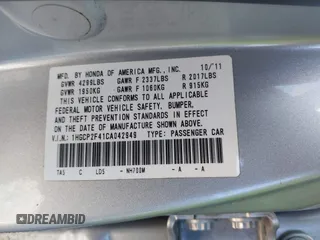 MFD. BY HONDA OF AMERICA MFG., INC. 10/11
GVWR 4299LBS GAWR F 2337LBS R 2017LBS
GVWR 1950KG GAWR F 1060KG R 915KG
THIS VEHICLE CONFORMS TO ALL APPLICABLE
FEDERAL MOTOR VEHICLE SAFETY, BUMPER,
AND THEFT PREVENTION STANDARDS IN EFFECT
ON THE DATE OF MANUFACTURE SHOWN ABOVE.
V.I.N.: 1HGCP2F41CA042949 TYPE: PASSENGER CAR
TA5 C LDS - NH700M - A - A
DREAMBID